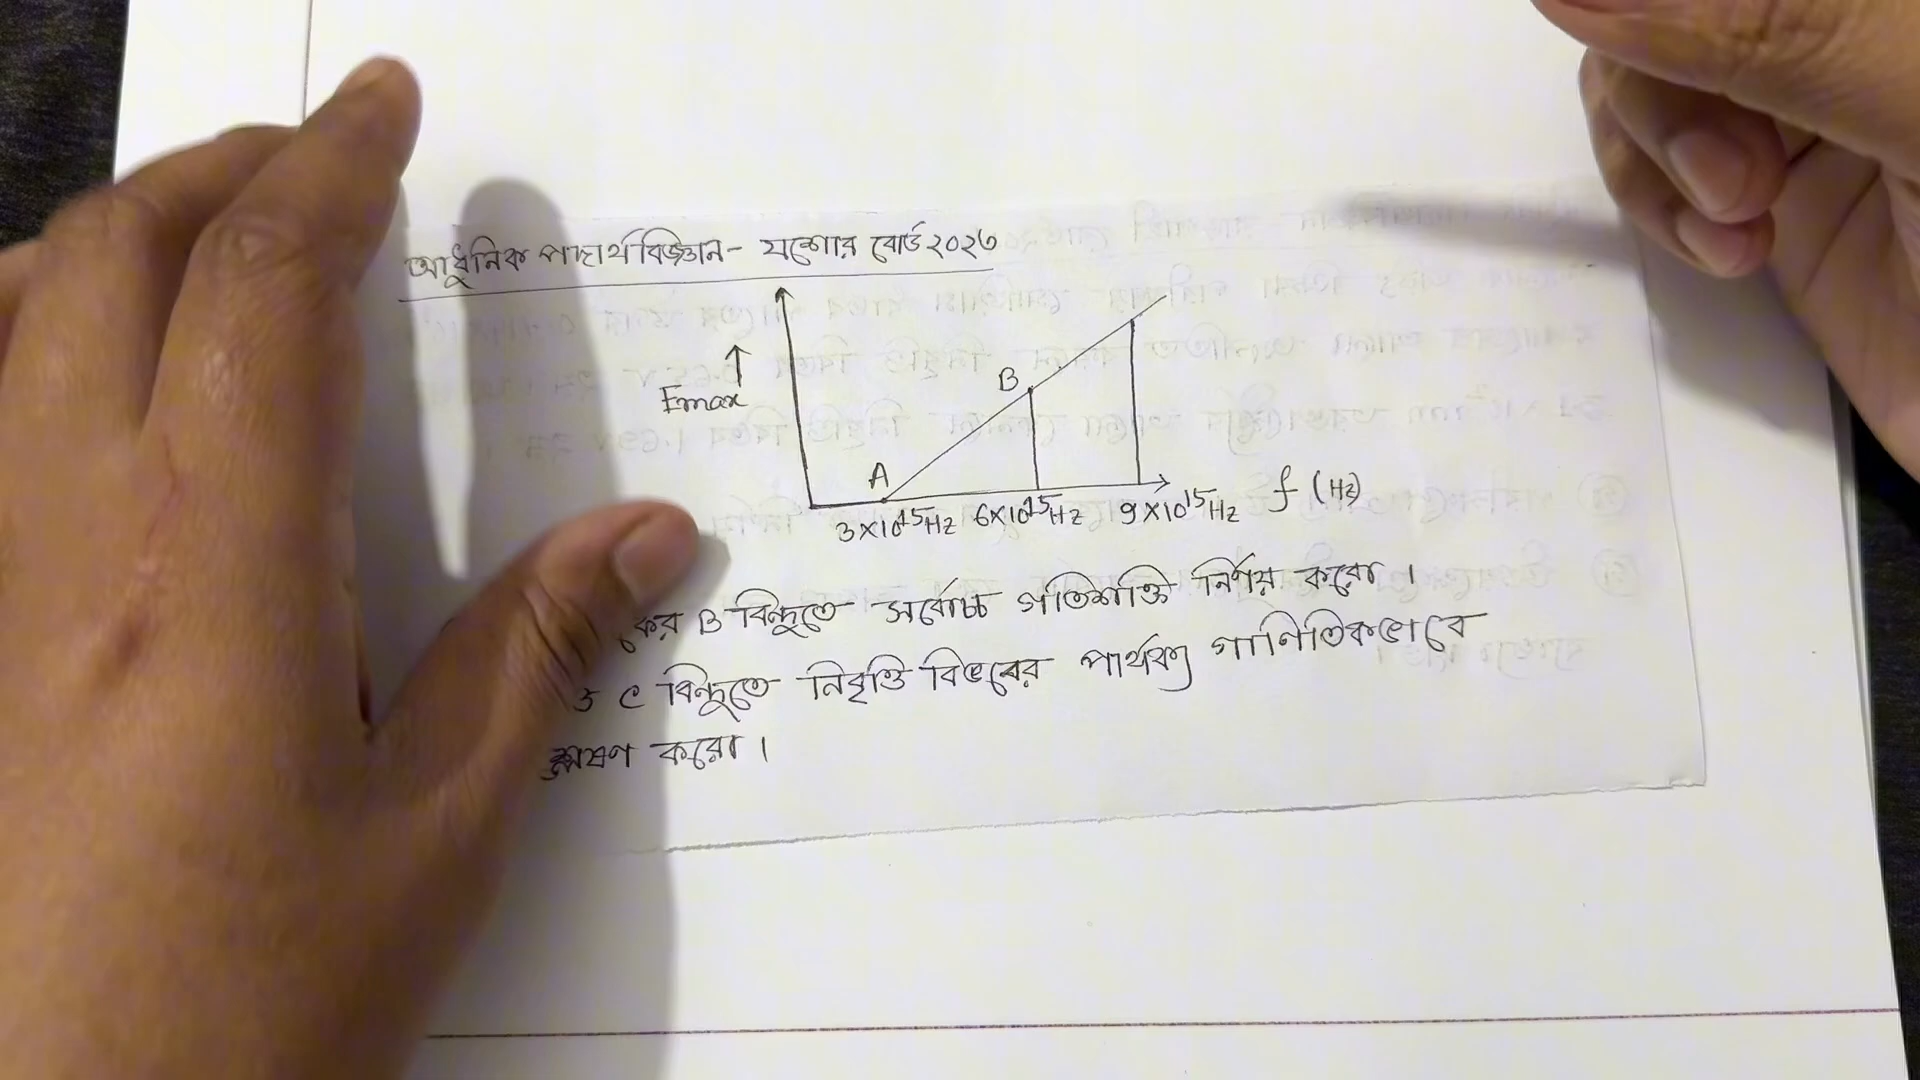 আধুনিক পদার্থবিজ্ঞান - যশোর বোর্ড ২০২৩
Emax
A
B
3×10¹⁵Hz 6×10¹⁵Hz 9×10¹⁵Hz f (Hz)
B বিন্দুতে সর্বোচ্চ গতিশক্তি নির্ণয় করো ।
ও C বিন্দুতে নিবৃত্তি বিভবের পার্থক্য গাণিতিকভাবে
করো ।